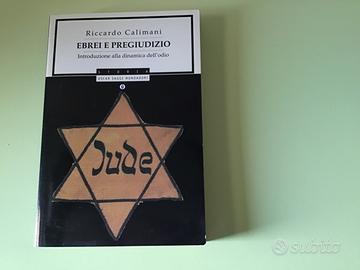 Riccardo Calimani
EBREI E PREGIUDIZIO
Introduzione alla dinamica dell'odio
STORIA
OSCAR SAGGI MONDADORI
Jude
subito